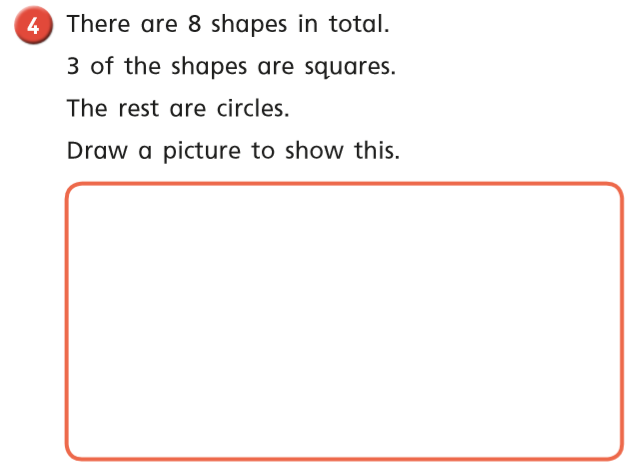 4 There are 8 shapes in total.
3 of the shapes are squares.
The rest are circles.
Draw a picture to show this.